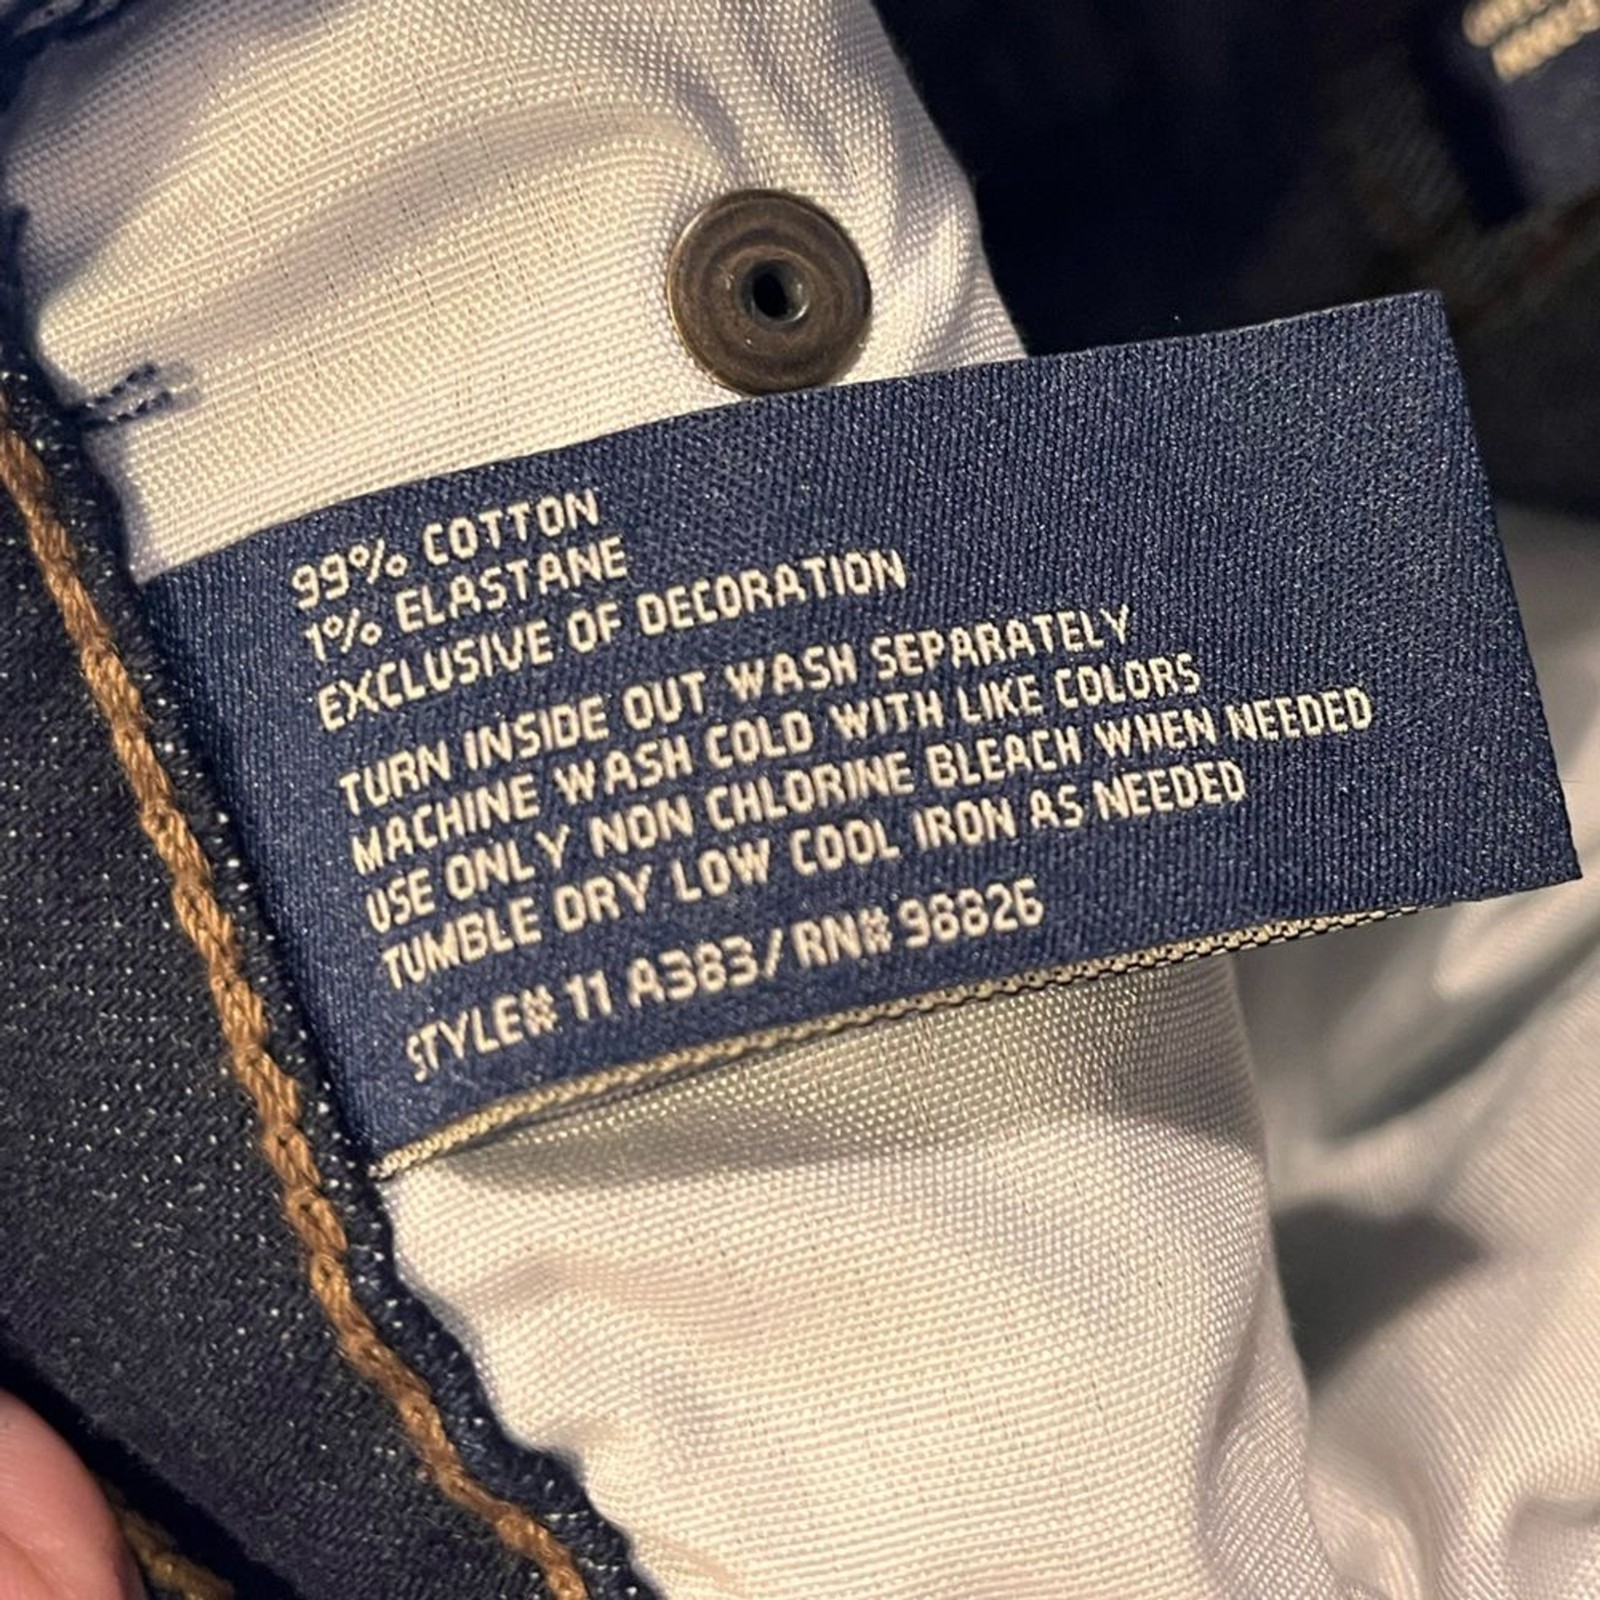 99% COTTON
1% ELASTANE
EXCLUSIVE OF DECORATION
TURN INSIDE OUT WASH SEPARATELY
MACHINE WASH COLD WITH LIKE COLORS
USE ONLY NON CHLORINE BLEACH WHEN NEEDED
TUMBLE DRY LOW COOL IRON AS NEEDED
STYLE# 11 A383/RN# 98826